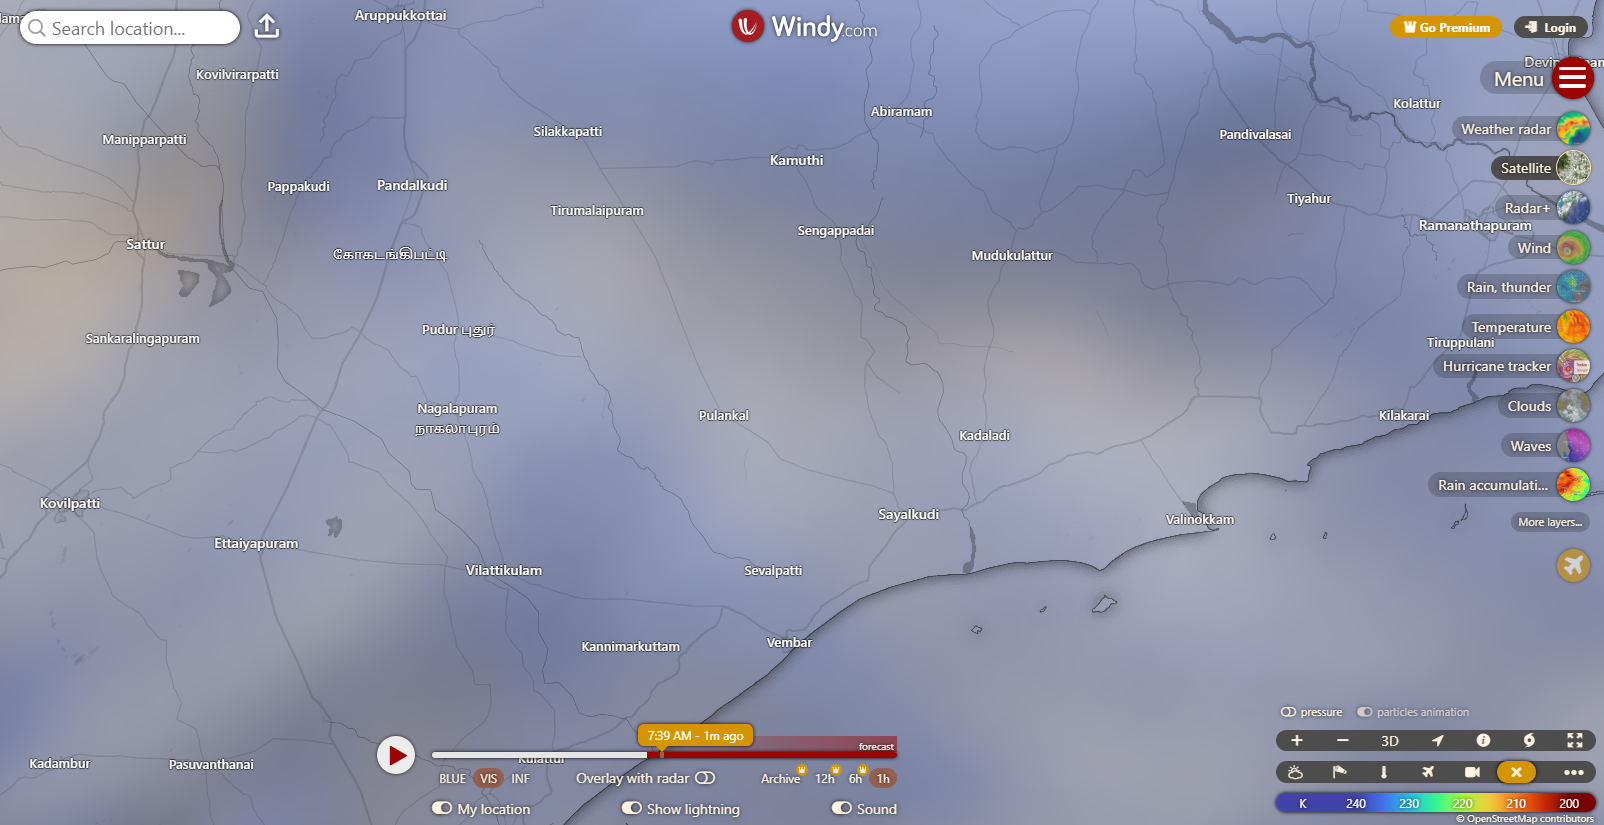 Aruppukkottai
Search location...
Windy.com
Go Premium
Login
Menu
Kovilvirarpatti
Abiramam
Kolattur
Silakkapatti
Manipparpatti
Pandivalasai
Weather radar
Kamuthi
Satellite
Pappakudi
Pandalkudi
Tiyahur
Tirumalaipuram
Radar+
Ramanathapuram
Sengappadai
Sattur
Wind
கோகடங்கிபட்டி
Mudukulattur
Rain, thunder
Pudur புதுர்
Temperature
Sankaralingapuram
Tiruppulani
Hurricane tracker
Nagalapuram
நாகலாபுரம்
Pulankal
Clouds
Kilakarai
Kadaladi
Waves
Rain accumulati...
Kovilpatti
Sayalkudi
Valinokkam
More layers...
Ettaiyapuram
Vilattikulam
Sevalpatti
Kannimarkuttam
Vembar
pressure
particles animation
7:39 AM - 1m ago
forecast
3D
Kadambur
Pasuvanthanai
Kulattur
BLUE VIS INF
Overlay with radar
Archive 12h 6h 1h
My location
Show lightning
Sound
K 240 230 220 210 200
© OpenStreetMap contributors